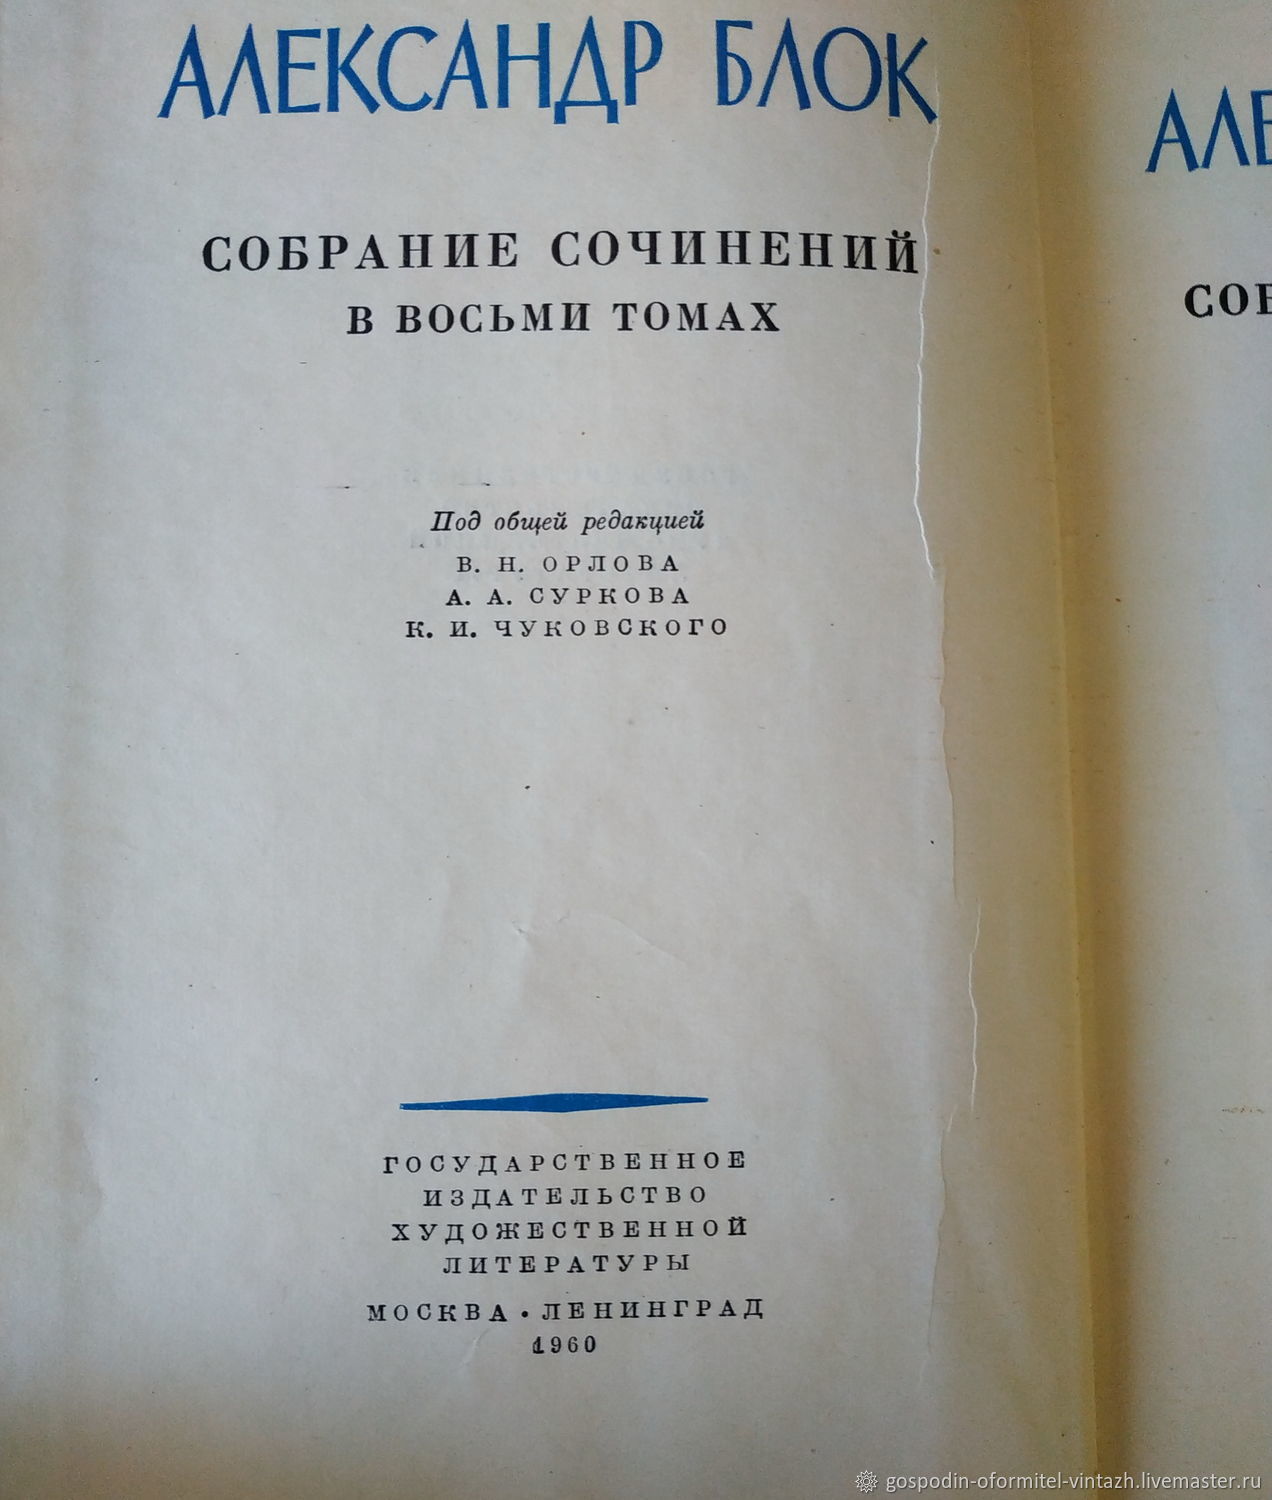 АЛЕКСАНДР БЛОК
СОБРАНИЕ СОЧИНЕНИЙ
В ВОСЬМИ ТОМАХ
Под общей редакцией
В. Н. ОРЛОВА
А. А. СУРКОВА
К. И. ЧУКОВСКОГО
ГОСУДАРСТВЕННОЕ
ИЗДАТЕЛЬСТВО
ХУДОЖЕСТВЕННОЙ
ЛИТЕРАТУРЫ
МОСКВА • ЛЕНИНГРАД
1960
АЛЕ
СОБ
gospodin-oformitel-vintazh.livemaster.ru